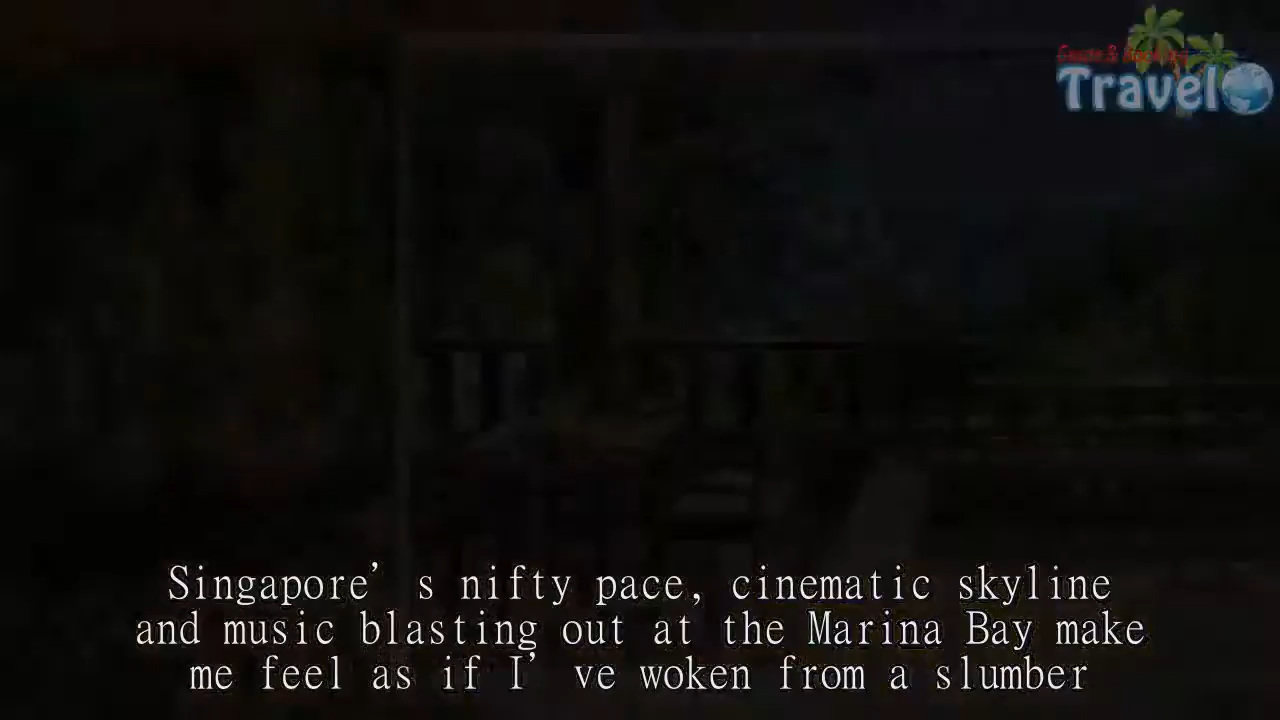 Travel
Singapore’s nifty pace, cinematic skyline
and music blasting out at the Marina Bay make
me feel as if I’ve woken from a slumber